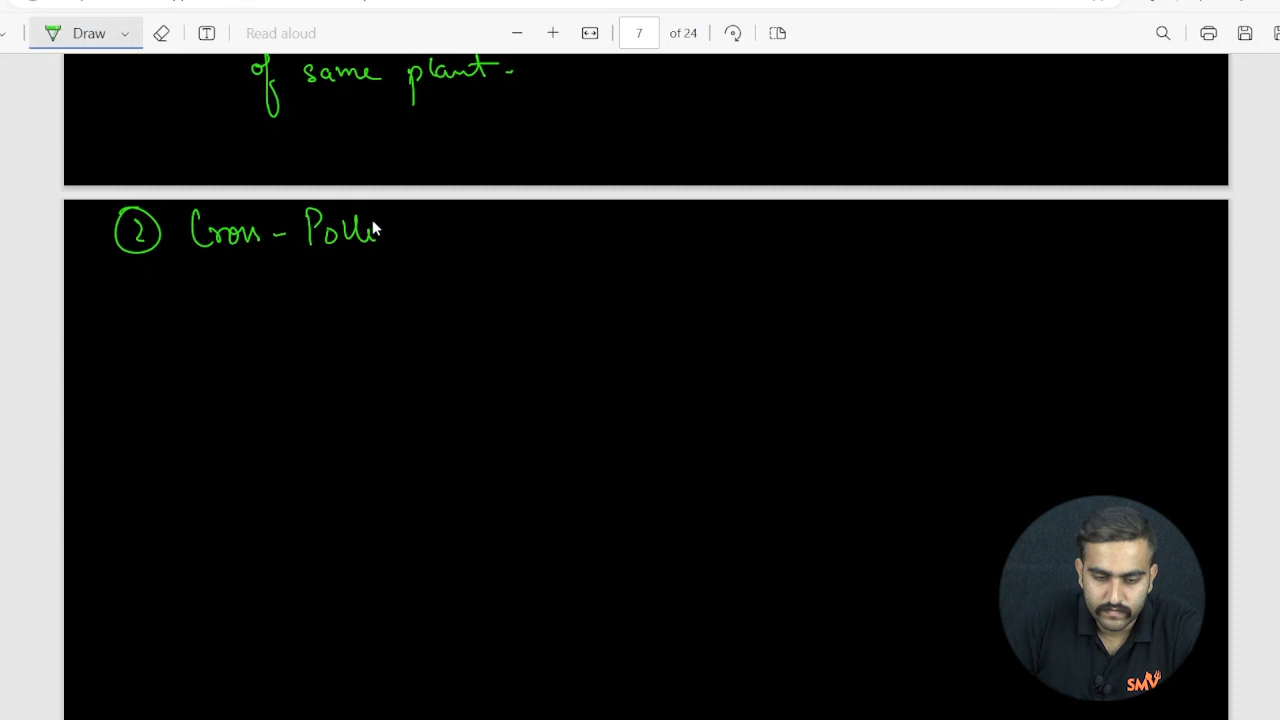 Draw
Read aloud
7 of 24
of same plant.
2 Cross - Polli
SMV